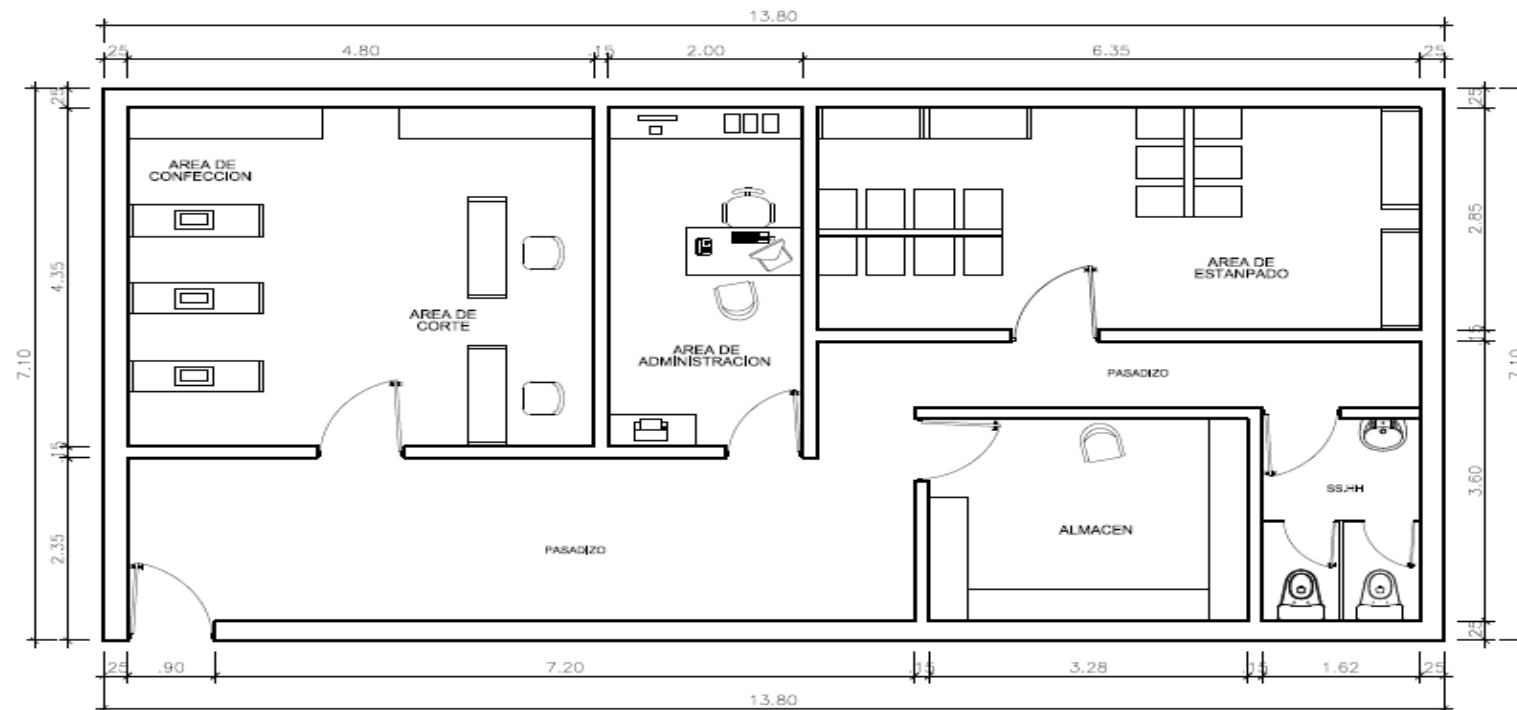 13.80
.25
4.80
.15
2.00
6.35
.25
.25
.25
AREA DE
CONFECCION
2.85
4.35
AREA DE
ESTANPADO
AREA DE
CORTE
7.10
AREA DE
ADMINISTRACION
.15
7.10
PASADIZO
.15
SS.HH
3.60
ALMACEN
2.35
PASADIZO
.25
.25
.90
7.20
.15
3.28
.15
1.62
.25
13.80